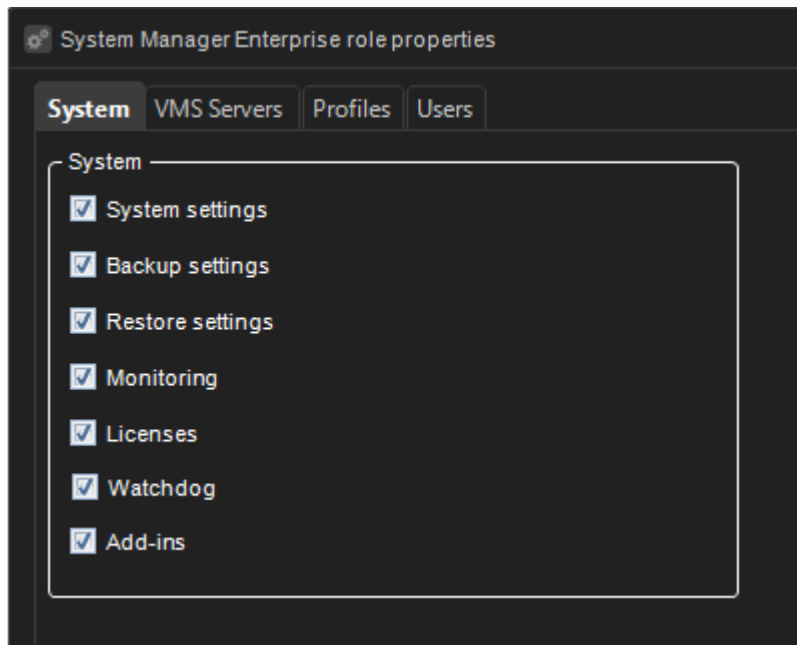 System Manager Enterprise role properties
System VMS Servers Profiles Users
System
System settings
Backup settings
Restore settings
Monitoring
Licenses
Watchdog
Add-ins